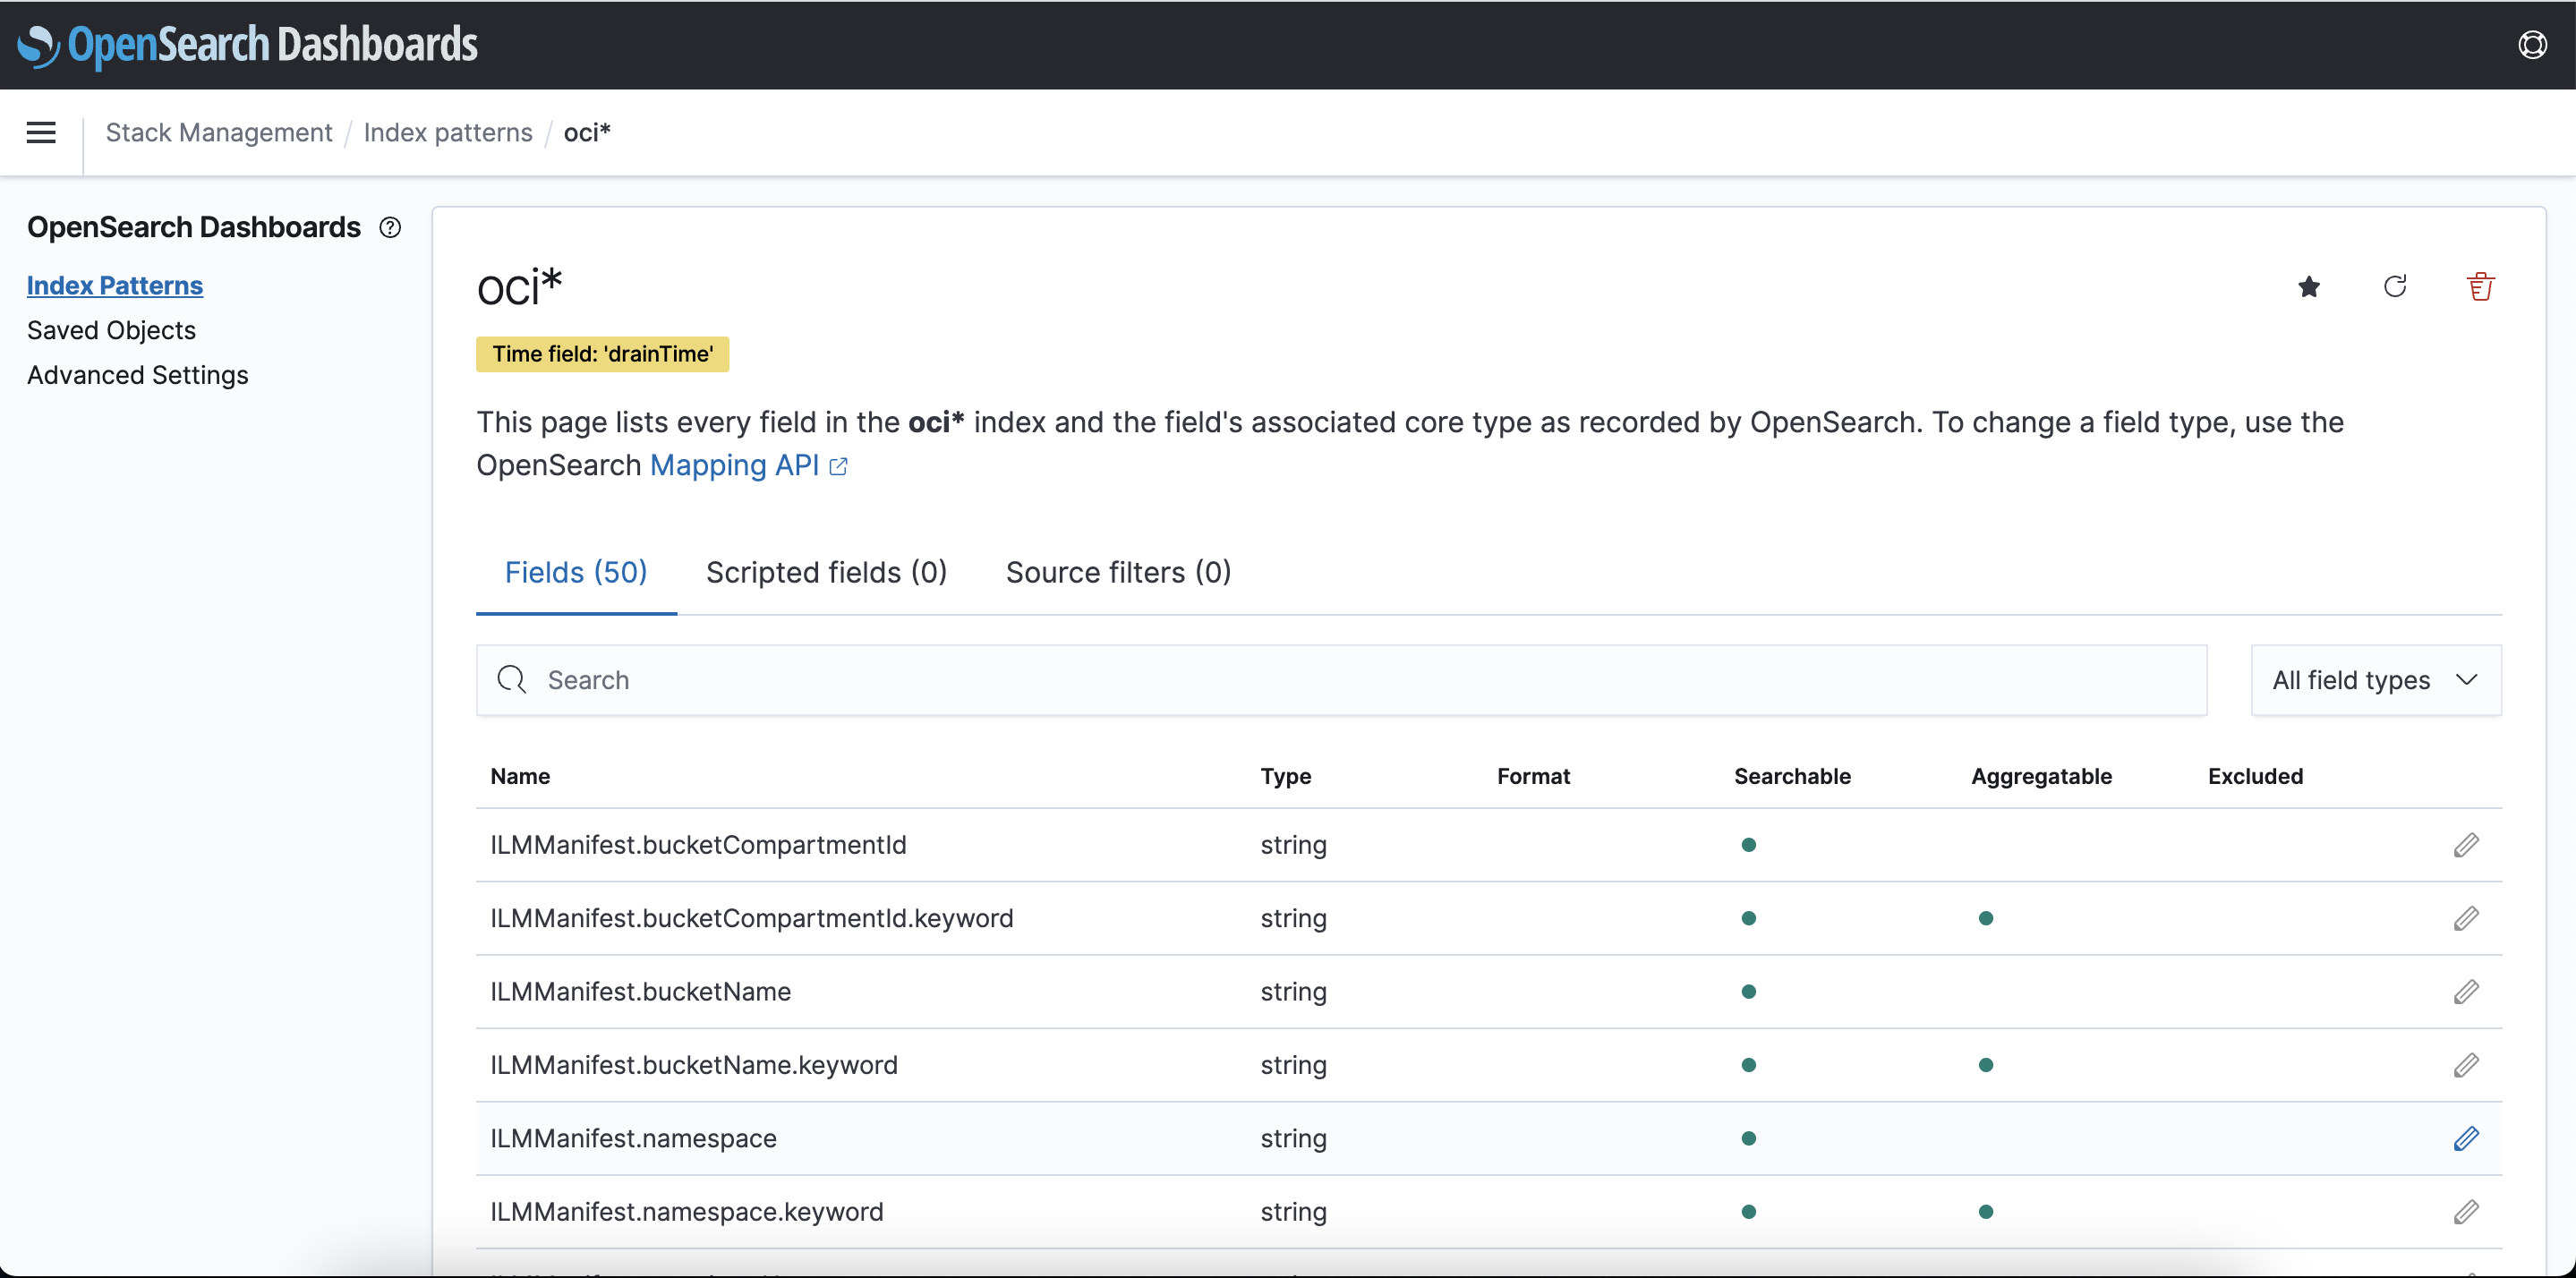 OpenSearch Dashboards
Stack Management / Index patterns / oci*
OpenSearch Dashboards
Index Patterns
Saved Objects
Advanced Settings
oci*
Time field: 'drainTime'
This page lists every field in the oci* index and the field's associated core type as recorded by OpenSearch. To change a field type, use the
OpenSearch Mapping API
Fields (50) Scripted fields (0) Source filters (0)
Search All field types
Name Type Format Searchable Aggregatable Excluded
ILMManifest.bucketCompartmentId string
ILMManifest.bucketCompartmentId.keyword string
ILMManifest.bucketName string
ILMManifest.bucketName.keyword string
ILMManifest.namespace string
ILMManifest.namespace.keyword string